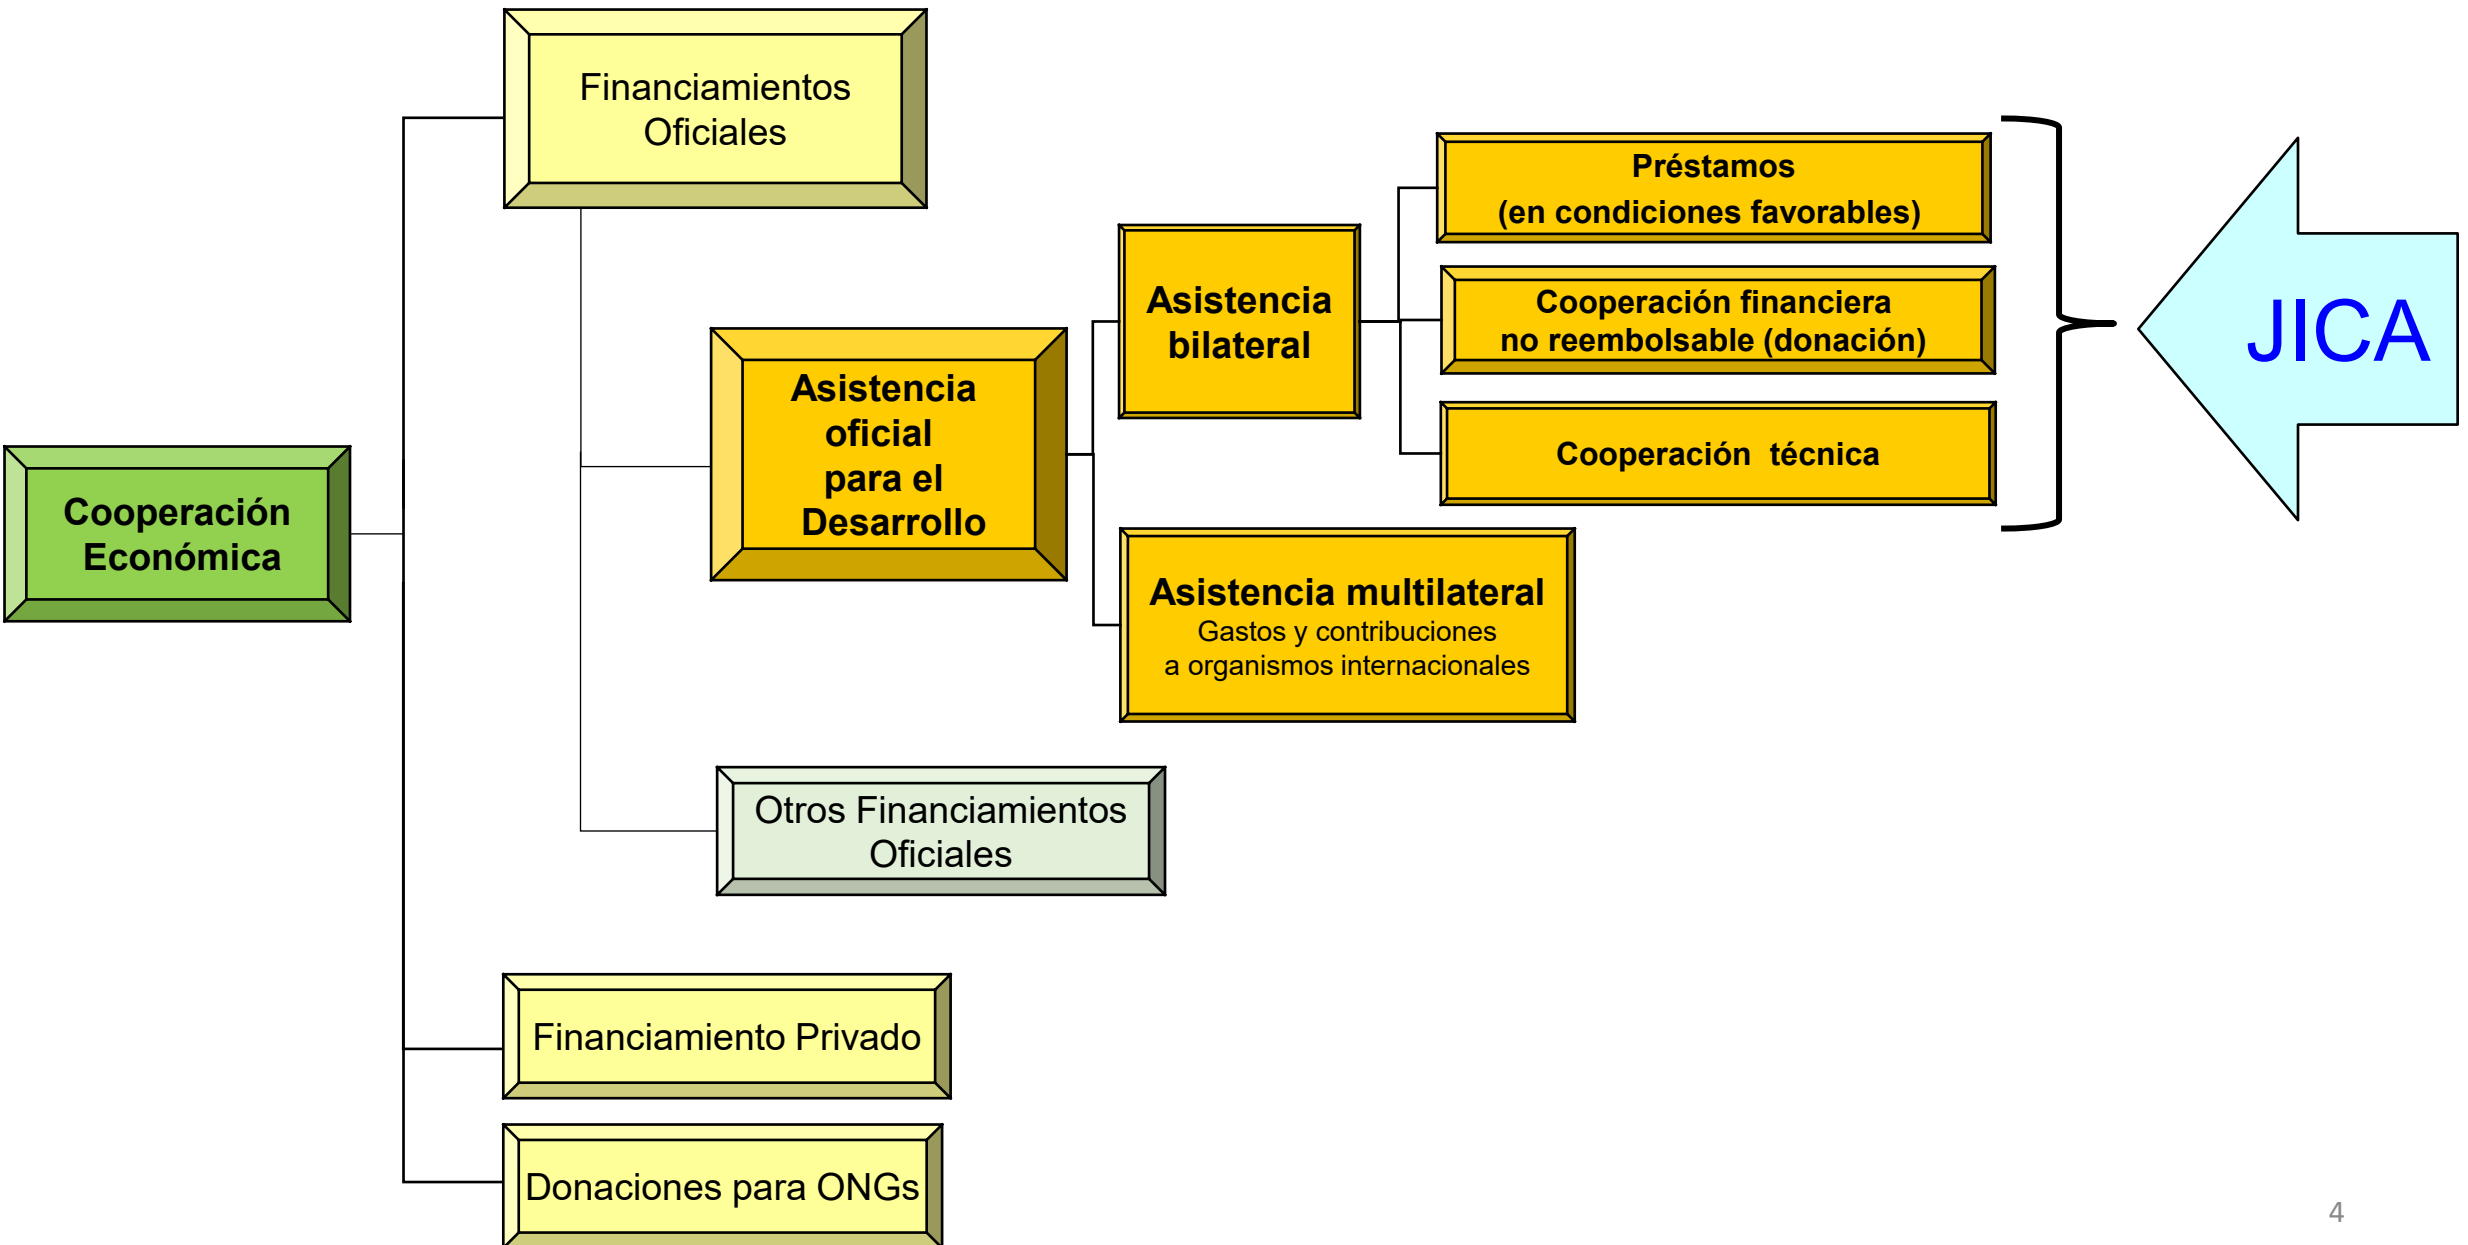 Financiamientos
Oficiales
Préstamos
(en condiciones favorables)
Asistencia
bilateral
Cooperación financiera
no reembolsable (donación)
JICA
Asistencia
oficial
para el
Desarrollo
Cooperación técnica
Cooperación
Económica
Asistencia multilateral
Gastos y contribuciones
a organismos internacionales
Otros Financiamientos
Oficiales
Financiamiento Privado
Donaciones para ONGs
4